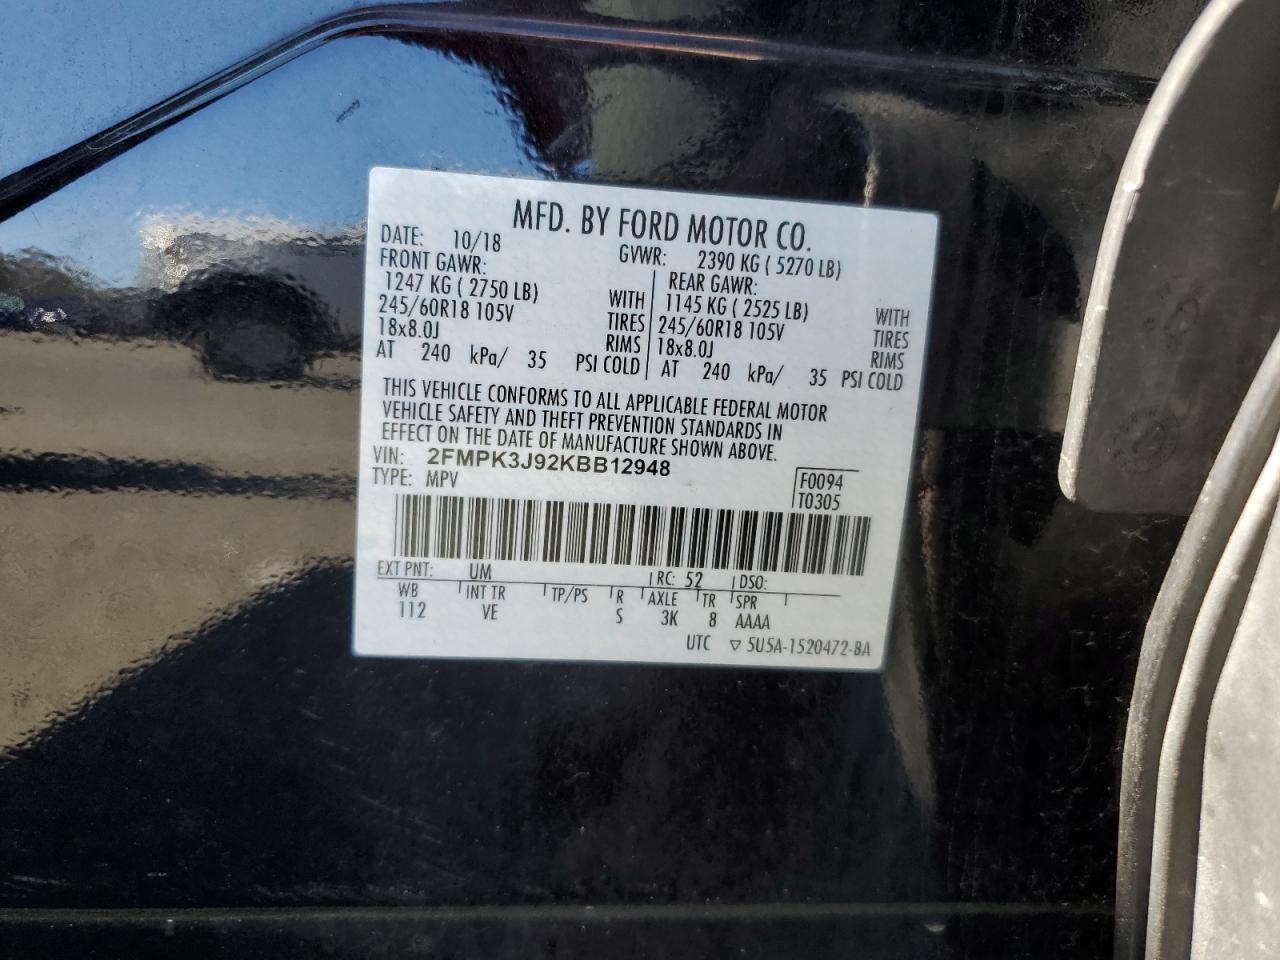 MFD. BY FORD MOTOR CO.
DATE: 10/18 GVWR: 2390 KG ( 5270 LB)
FRONT GAWR: REAR GAWR:
1247 KG ( 2750 LB) WITH 1145 KG ( 2525 LB) WITH
245/60R18 105V TIRES 245/60R18 105V TIRES
18x8.0J RIMS 18x8.0J RIMS
AT 240 kPa/ 35 PSI COLD AT 240 kPa/ 35 PSI COLD
THIS VEHICLE CONFORMS TO ALL APPLICABLE FEDERAL MOTOR
VEHICLE SAFETY AND THEFT PREVENTION STANDARDS IN
EFFECT ON THE DATE OF MANUFACTURE SHOWN ABOVE.
VIN: 2FMPK3J92KBB12948
TYPE: MPV
F0094
T0305
EXT PNT: UM RC: 52 DSO:
WB INT TR TP/PS R AXLE TR SPR
112 VE S 3K 8 AAAA
UTC ▽ 5U5A-1520472-BA